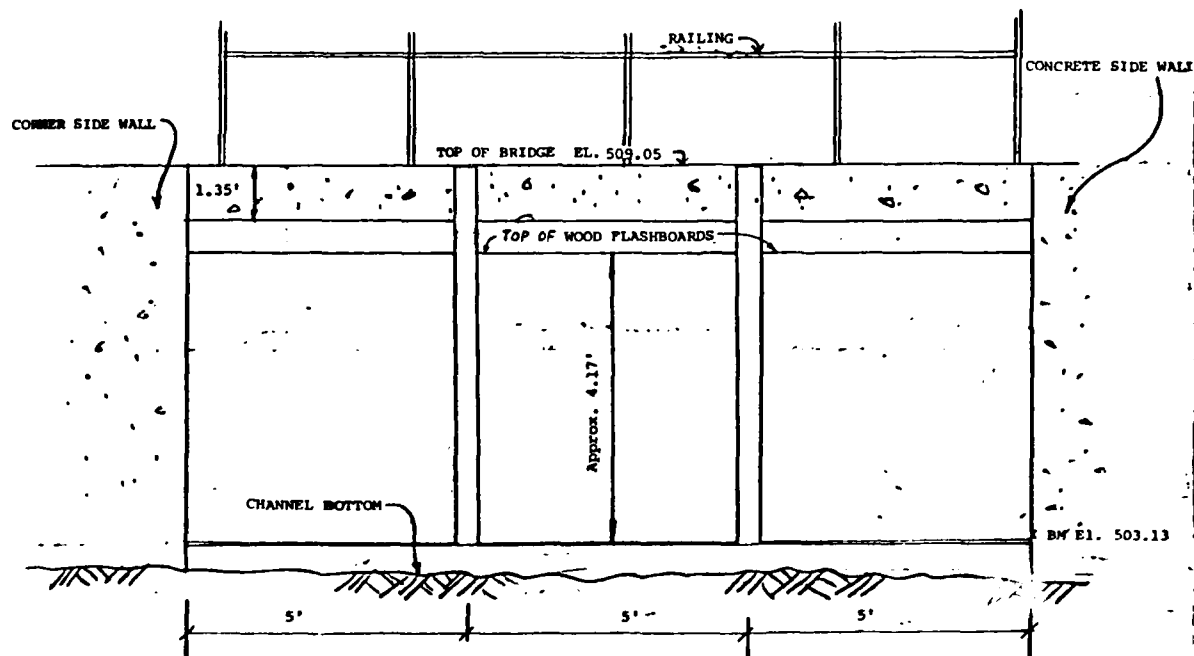 RAILING
CONCRETE SIDE WALL
CORNER SIDE WALL
TOP OF BRIDGE EL. 509.05
1.35'
TOP OF WOOD FLASHBOARDS
Approx. 4.17'
CHANNEL BOTTOM
BM El. 503.13
5'
5'
5'